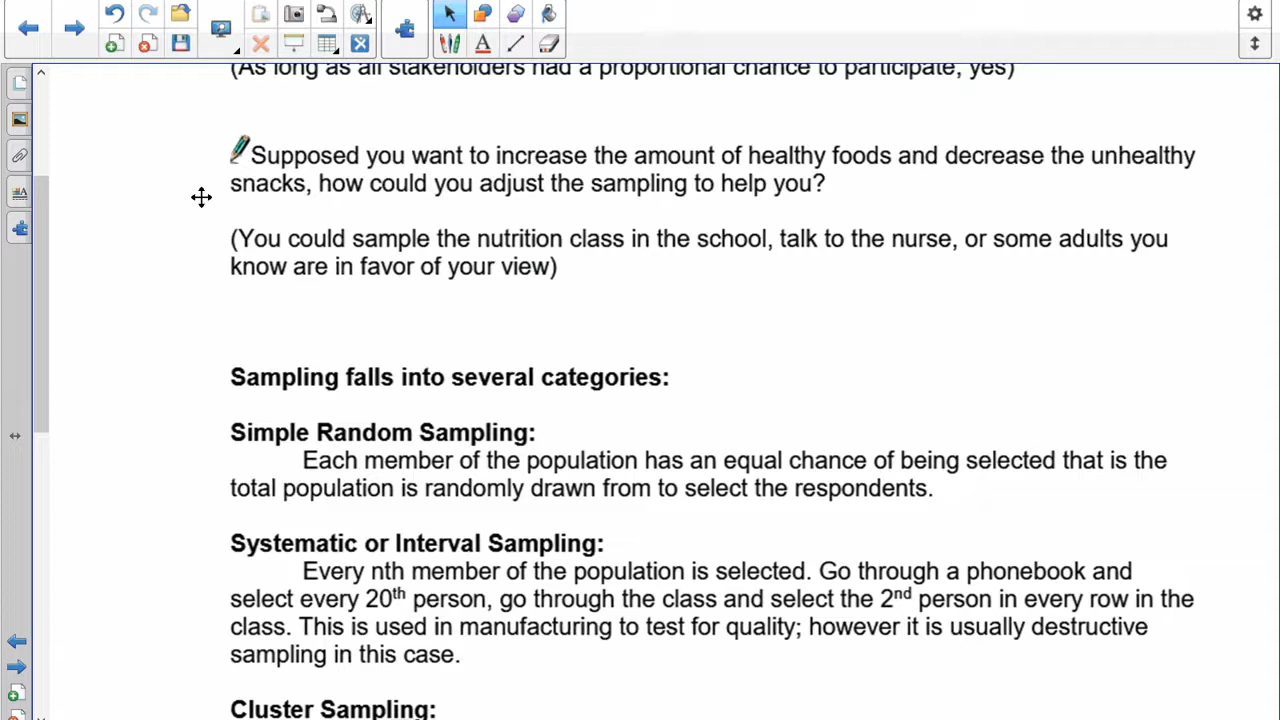 (As long as all stakeholders had a proportional chance to participate, yes)
Supposed you want to increase the amount of healthy foods and decrease the unhealthy
snacks, how could you adjust the sampling to help you?
(You could sample the nutrition class in the school, talk to the nurse, or some adults you
know are in favor of your view)
Sampling falls into several categories:
Simple Random Sampling:
Each member of the population has an equal chance of being selected that is the
total population is randomly drawn from to select the respondents.
Systematic or Interval Sampling:
Every nth member of the population is selected. Go through a phonebook and
select every 20th person, go through the class and select the 2nd person in every row in the
class. This is used in manufacturing to test for quality; however it is usually destructive
sampling in this case.
Cluster Sampling: